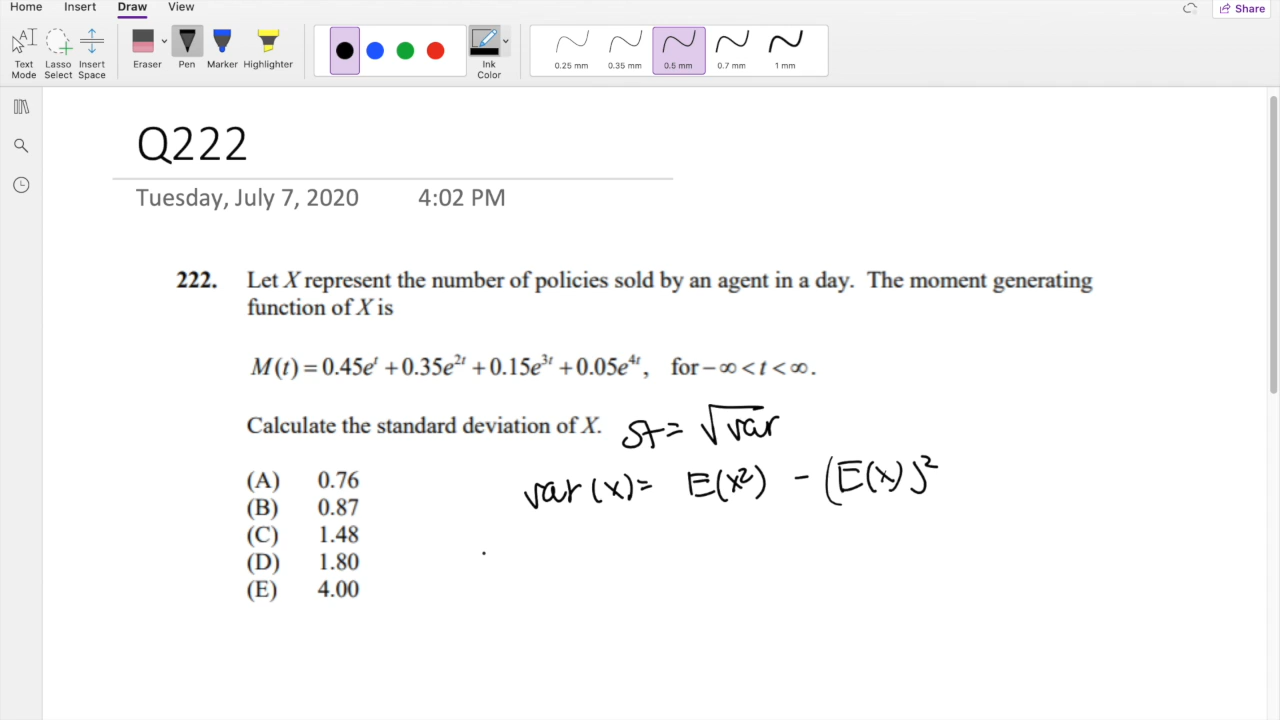 Home Insert Draw View Share
Text Mode Lasso Select Insert Space Eraser Pen Marker Highlighter Ink Color 0.25 mm 0.35 mm 0.5 mm 0.7 mm 1 mm
Q222
Tuesday, July 7, 2020 4:02 PM
222. Let X represent the number of policies sold by an agent in a day. The moment generating
function of X is
M(t) = 0.45e^t + 0.35e^{2t} + 0.15e^{3t} + 0.05e^{4t}, for −∞ < t < ∞.
Calculate the standard deviation of X. St = √var
(A) 0.76 var(x) = E(x²) − (E(x))²
(B) 0.87
(C) 1.48
(D) 1.80
(E) 4.00